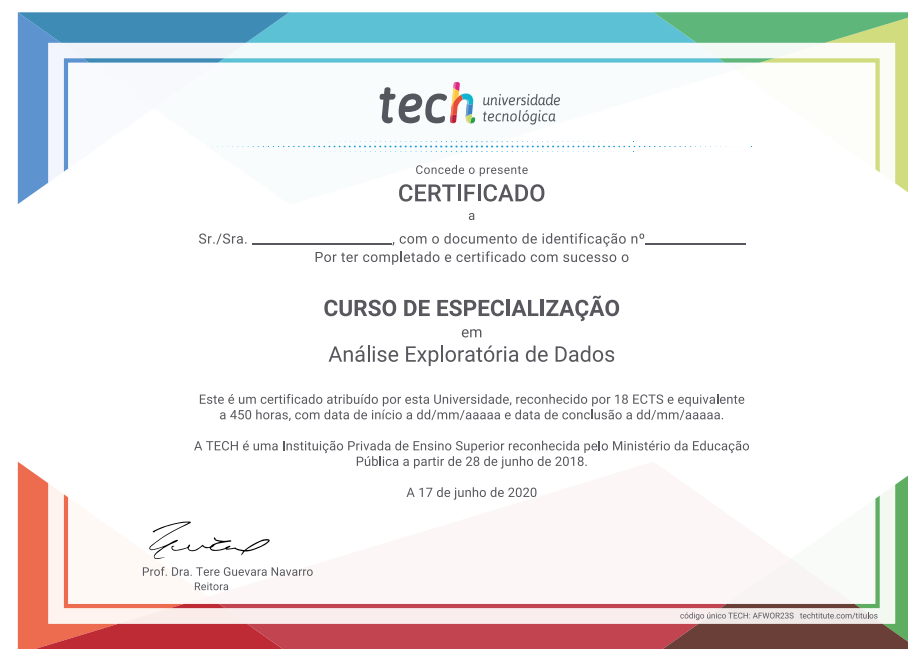 tech universidade
tecnológica
Concede o presente
CERTIFICADO
a
Sr./Sra. ____________________, com o documento de identificação nº______________
Por ter completado e certificado com sucesso o
CURSO DE ESPECIALIZAÇÃO
em
Análise Exploratória de Dados
Este é um certificado atribuído por esta Universidade, reconhecido por 18 ECTS e equivalente
a 450 horas, com data de início a dd/mm/aaaaa e data de conclusão a dd/mm/aaaaa.
A TECH é uma Instituição Privada de Ensino Superior reconhecida pelo Ministério da Educação
Pública a partir de 28 de junho de 2018.
A 17 de junho de 2020
Prof. Dra. Tere Guevara Navarro
Reitora
código único TECH: AFWOR23S techtitute.com/titulos